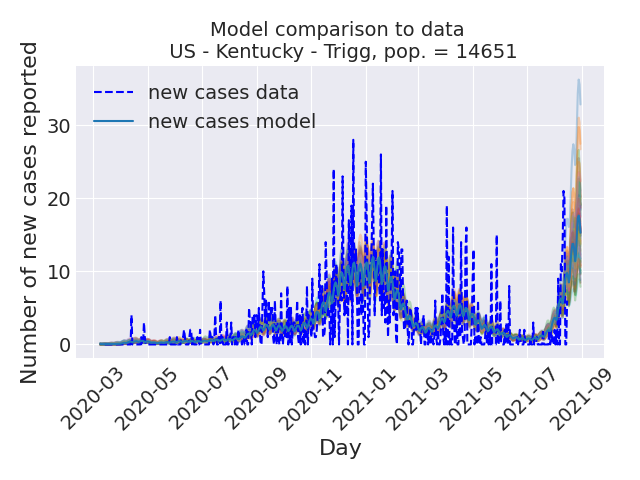 Model comparison to data
US - Kentucky - Trigg, pop. = 14651
new cases data
new cases model
Number of new cases reported
30
20
10
0
2020-03
2020-05
2020-07
2020-09
2020-11
2021-01
2021-03
2021-05
2021-07
2021-09
Day